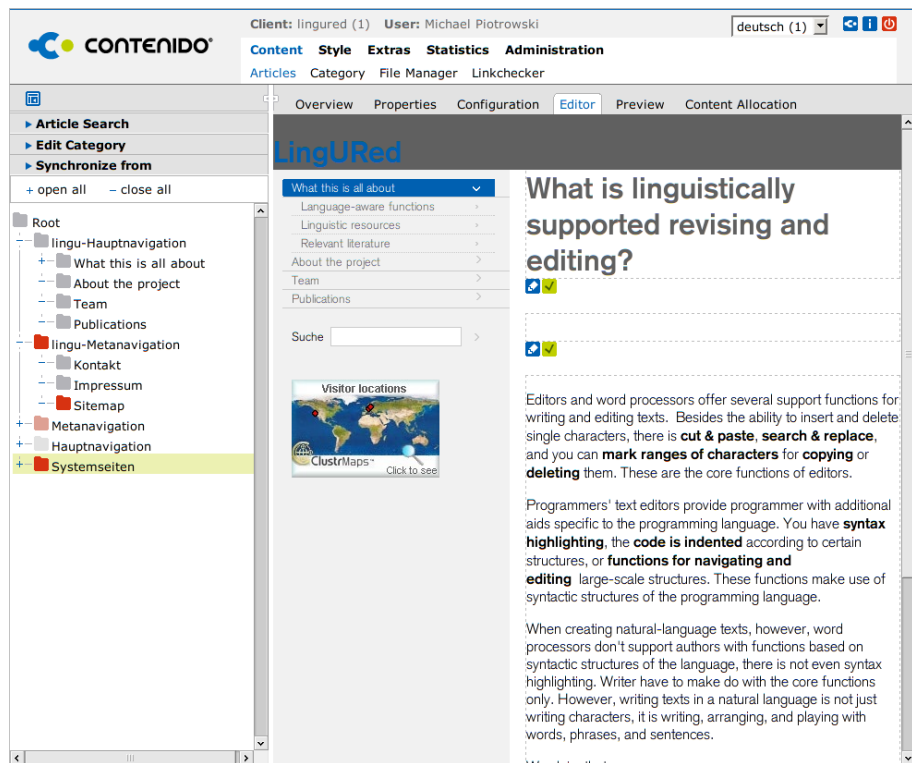 Client: lingured (1) User: Michael Piotrowski
deutsch (1)
CONTENIDO
Content Style Extras Statistics Administration
Articles Category File Manager Linkchecker
Overview Properties Configuration Editor Preview Content Allocation
Article Search
Edit Category
Synchronize from
+ open all – close all
Root
lingu-Hauptnavigation
What this is all about
About the project
Team
Publications
lingu-Metanavigation
Kontakt
Impressum
Sitemap
Metanavigation
Hauptnavigation
Systemseiten
LingURed
What this is all about
Language-aware functions
Linguistic resources
Relevant literature
About the project
Team
Publications
Suche
Visitor locations
ClustrMaps™
Click to see
What is linguistically
supported revising and
editing?
Editors and word processors offer several support functions for
writing and editing texts. Besides the ability to insert and delete
single characters, there is cut & paste, search & replace,
and you can mark ranges of characters for copying or
deleting them. These are the core functions of editors.
Programmers' text editors provide programmer with additional
aids specific to the programming language. You have syntax
highlighting, the code is indented according to certain
structures, or functions for navigating and
editing large-scale structures. These functions make use of
syntactic structures of the programming language.
When creating natural-language texts, however, word
processors don't support authors with functions based on
syntactic structures of the language, there is not even syntax
highlighting. Writer have to make do with the core functions
only. However, writing texts in a natural language is not just
writing characters, it is writing, arranging, and playing with
words, phrases, and sentences.